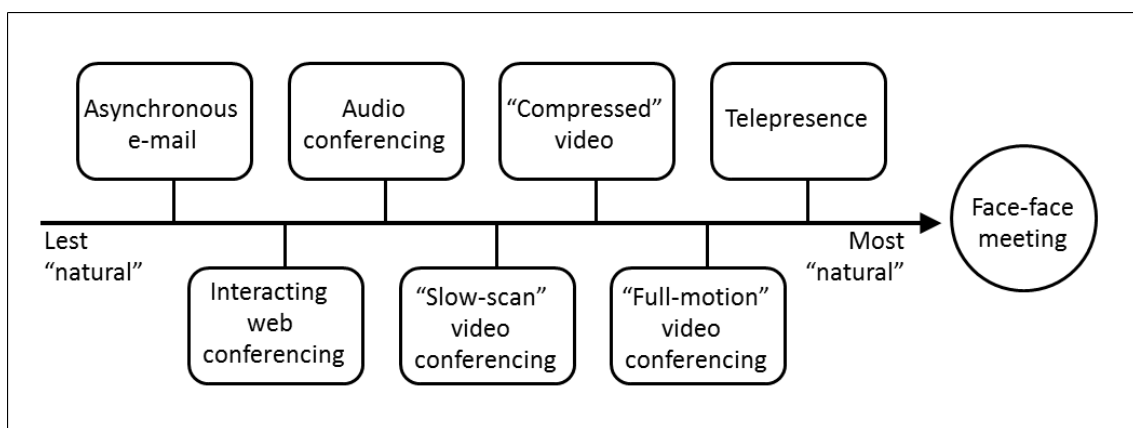 Asynchronous
e-mail
Audio
conferencing
“Compressed”
video
Telepresence
Face-face
meeting
Lest
“natural”
Most
“natural”
Interacting
web
conferencing
“Slow-scan”
video
conferencing
“Full-motion”
video
conferencing